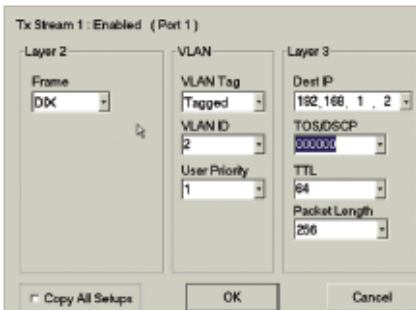 Tx Stream 1 : Enabled ( Port 1 )
Layer 2
Frame
DIX
VLAN
VLAN Tag
Tagged
VLAN ID
2
User Priority
1
Layer 3
Dest IP
192.168. 1 . 2
TOS/DSCP
000000
TTL
64
Packet Length
256
Copy All Setups
OK
Cancel